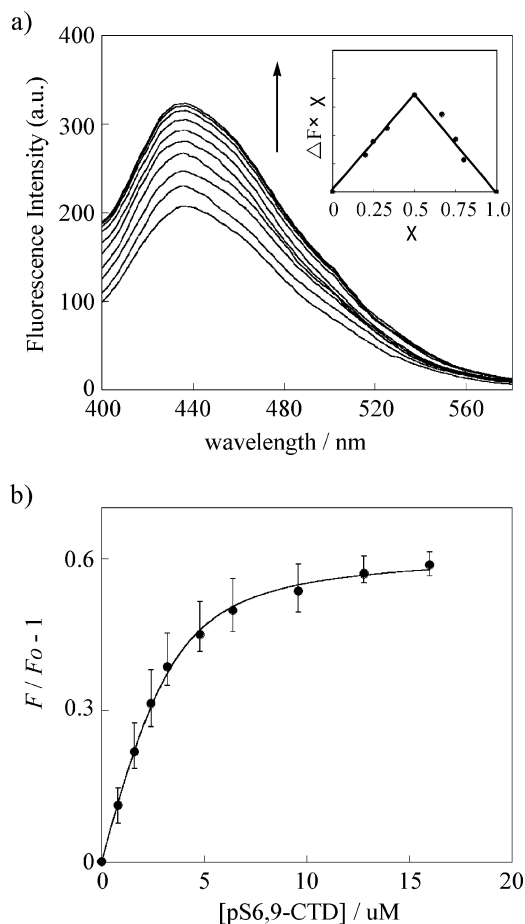 a)
400
300
200
100
0
Fluorescence Intensity (a.u.)
400 440 480 520 560
wavelength / nm
△F× X
0 0.25 0.5 0.75 1.0
X
b)
0.6
0.3
0
F / Fo - 1
0 5 10 15 20
[pS6,9-CTD] / uM